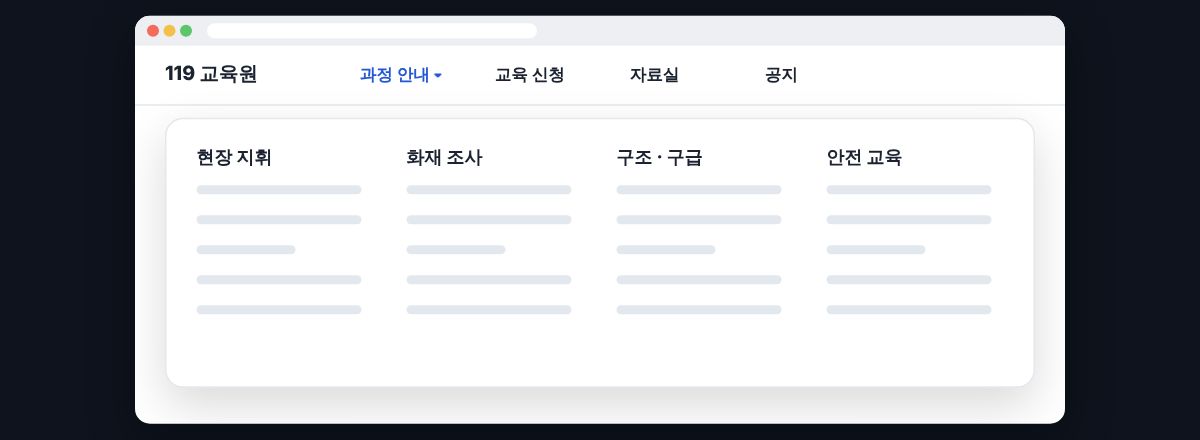 119 교육원
과정 안내
교육 신청
자료실
공지
현장 지휘
화재 조사
구조 · 구급
안전 교육